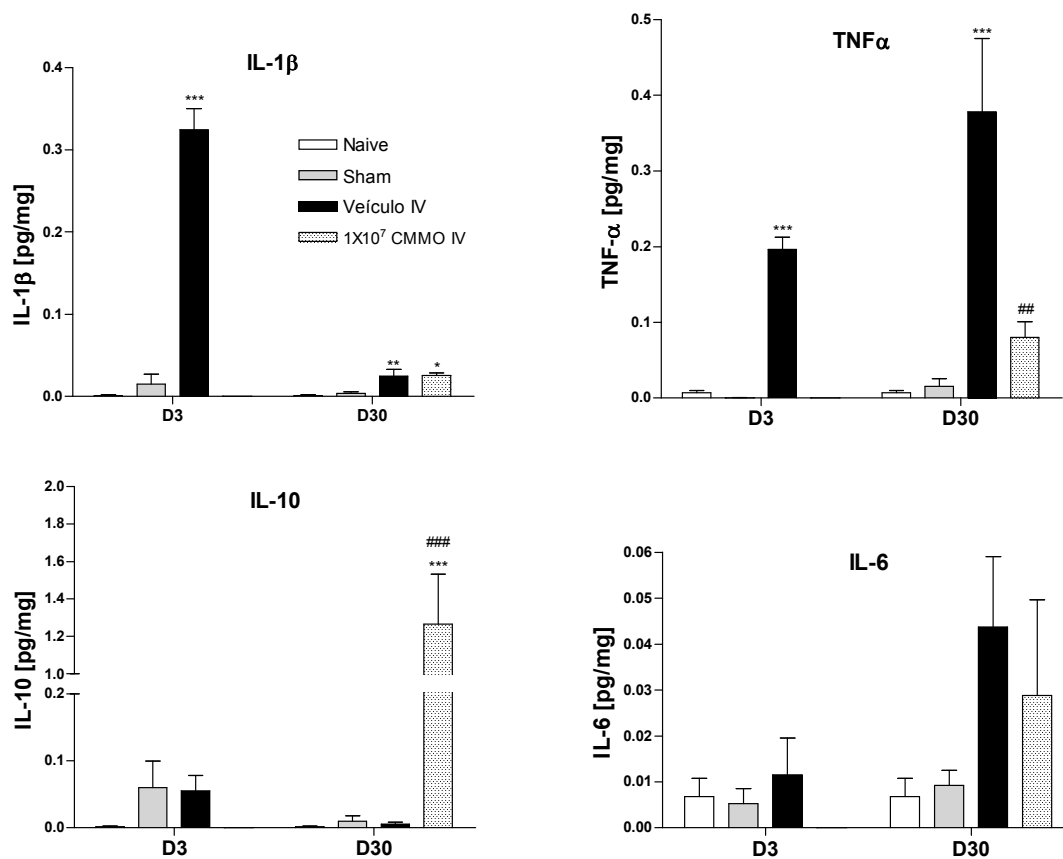 IL-1β
0.4
0.3
0.2
0.1
0.0
IL-1β [pg/mg]
***
**
*
D3
D30
Naive
Sham
Veículo IV
1X10⁷ CMMO IV
TNFα
0.5
0.4
0.3
0.2
0.1
0.0
TNF-α [pg/mg]
***
***
##
D3
D30
IL-10
2.0
1.8
1.6
1.4
1.2
1.0
0.2
0.1
0.0
IL-10 [pg/mg]
###
***
D3
D30
IL-6
0.06
0.05
0.04
0.03
0.02
0.01
0.00
IL-6 [pg/mg]
D3
D30